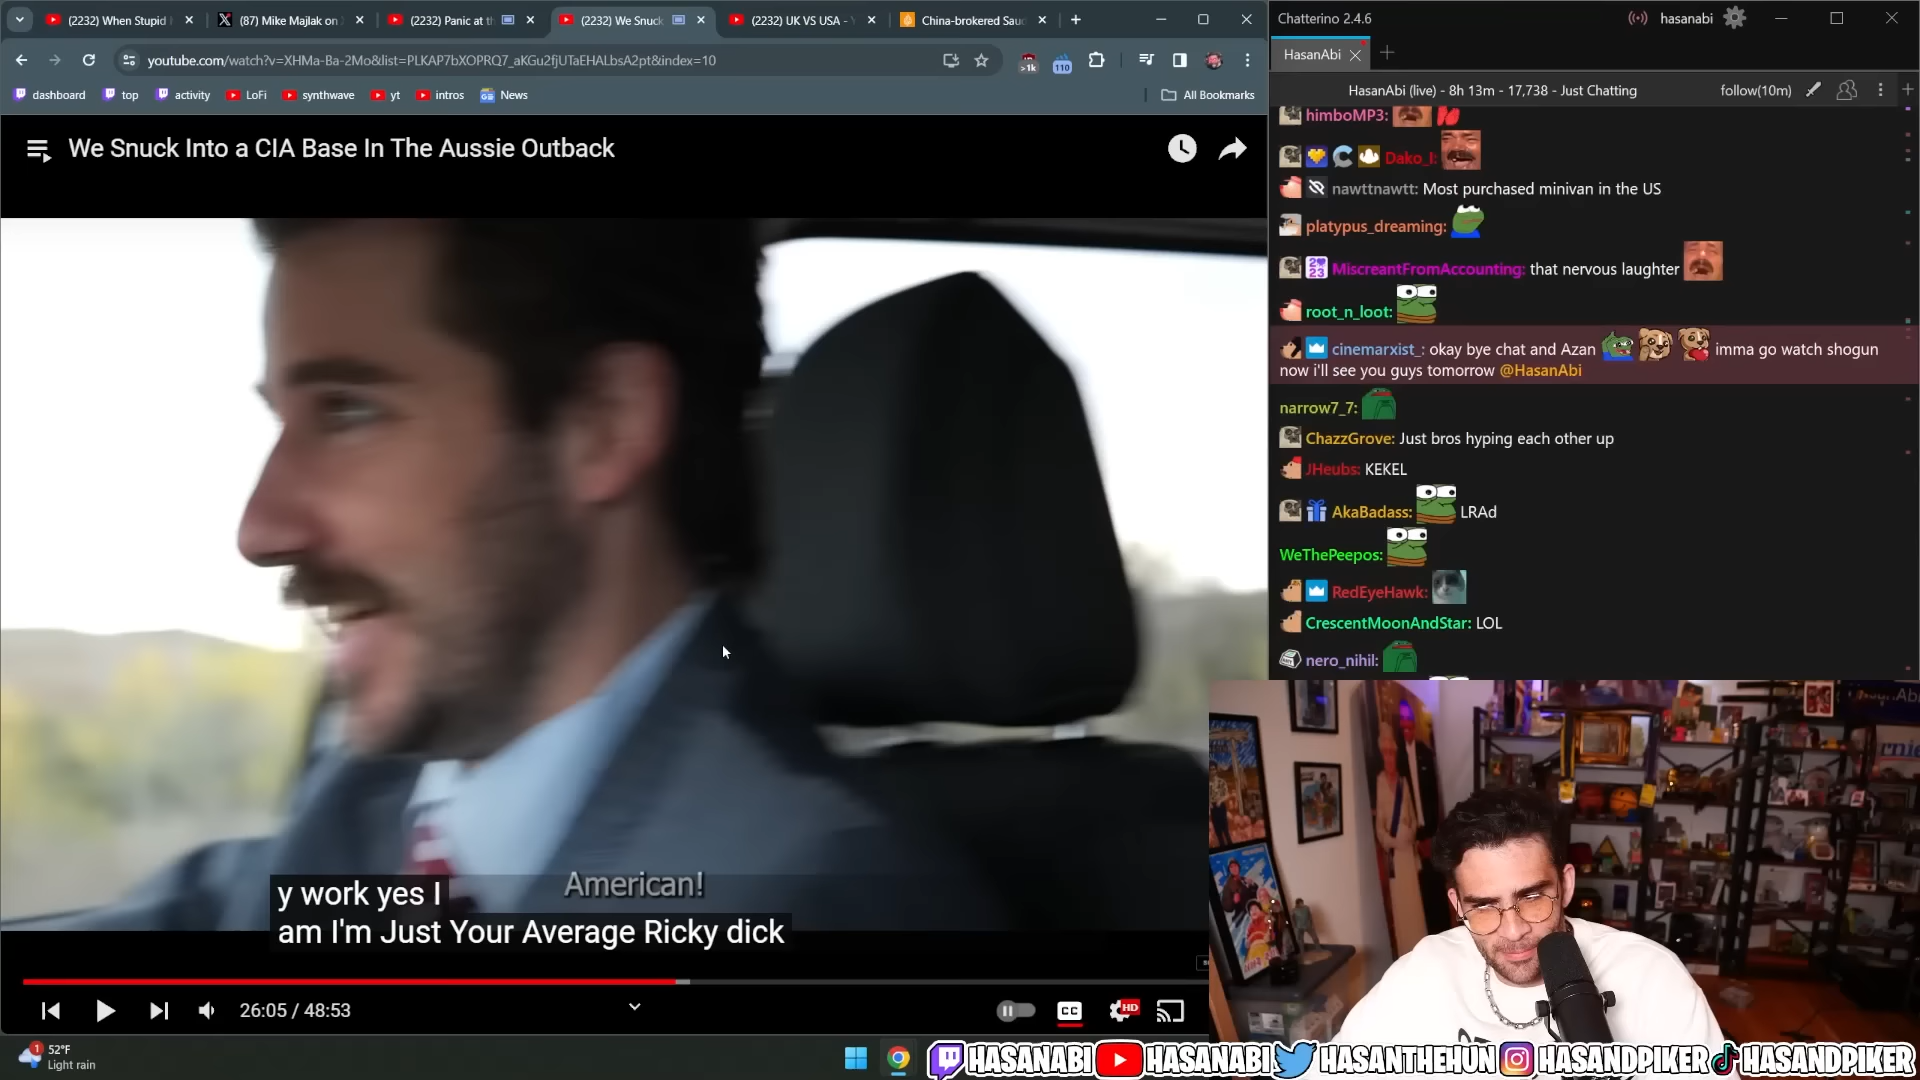 (2232) When Stupid
(87) Mike Majlak on
(2232) Panic at th
(2232) We Snuck
(2232) UK VS USA -
China-brokered Saud
youtube.com/watch?v=XHMa-Ba-2Mo&list=PLKAP7bXOPRQ7_aKGu2fjUTaEHALbsA2pt&index=10
>1k
110
dashboard
top
activity
LoFi
synthwave
yt
intros
News
All Bookmarks
We Snuck Into a CIA Base In The Aussie Outback
American!
y work yes I
am I'm Just Your Average Ricky dick
26:05 / 48:53
CC
HD
1
52°F
Light rain
Chatterino 2.4.6
hasanabi
HasanAbi
HasanAbi (live) - 8h 13m - 17,738 - Just Chatting
follow(10m)
himboMP3:
Dako_I:
nawttnawtt: Most purchased minivan in the US
platypus_dreaming:
MiscreantFromAccounting: that nervous laughter
root_n_loot:
cinemarxist_: okay bye chat and Azan imma go watch shogun
now i'll see you guys tomorrow @HasanAbi
narrow7_7:
ChazzGrove: Just bros hyping each other up
JHeubs: KEKEL
AkaBadass: LRAd
WeThePeepos:
RedEyeHawk:
CrescentMoonAndStar: LOL
nero_nihil:
HASANABI
HASANABI
HASANTHEHUN
HASANDPIKER
HASANDPIKER